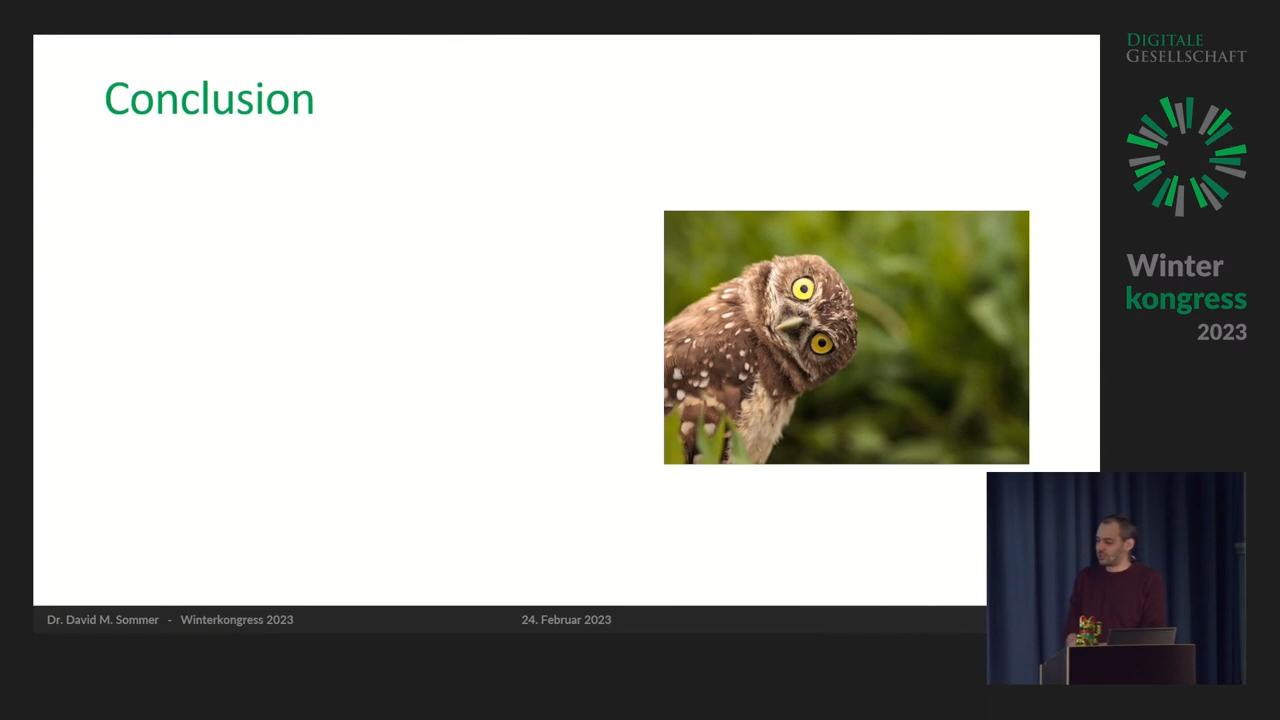 Conclusion
DIGITALE
GESELLSCHAFT
Winter
kongress
2023
Dr. David M. Sommer - Winterkongress 2023
24. Februar 2023